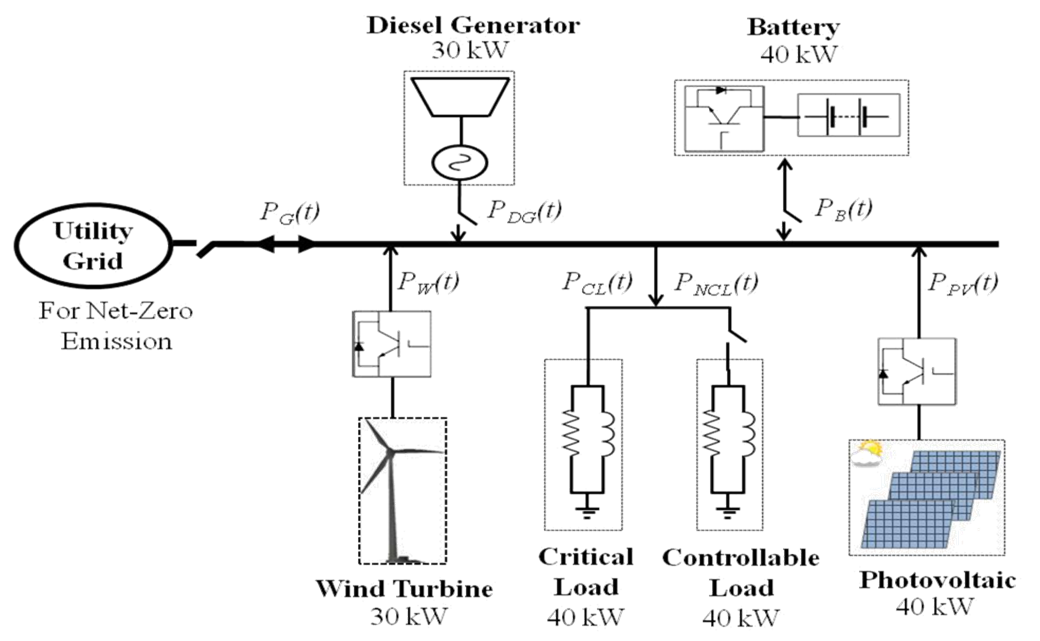 Diesel Generator
30 kW
Battery
40 kW
P_G(t)
P_DG(t)
P_B(t)
Utility
Grid
P_W(t)
P_CL(t)
P_NCL(t)
P_PV(t)
For Net-Zero
Emission
Critical
Load
40 kW
Controllable
Load
40 kW
Photovoltaic
40 kW
Wind Turbine
30 kW